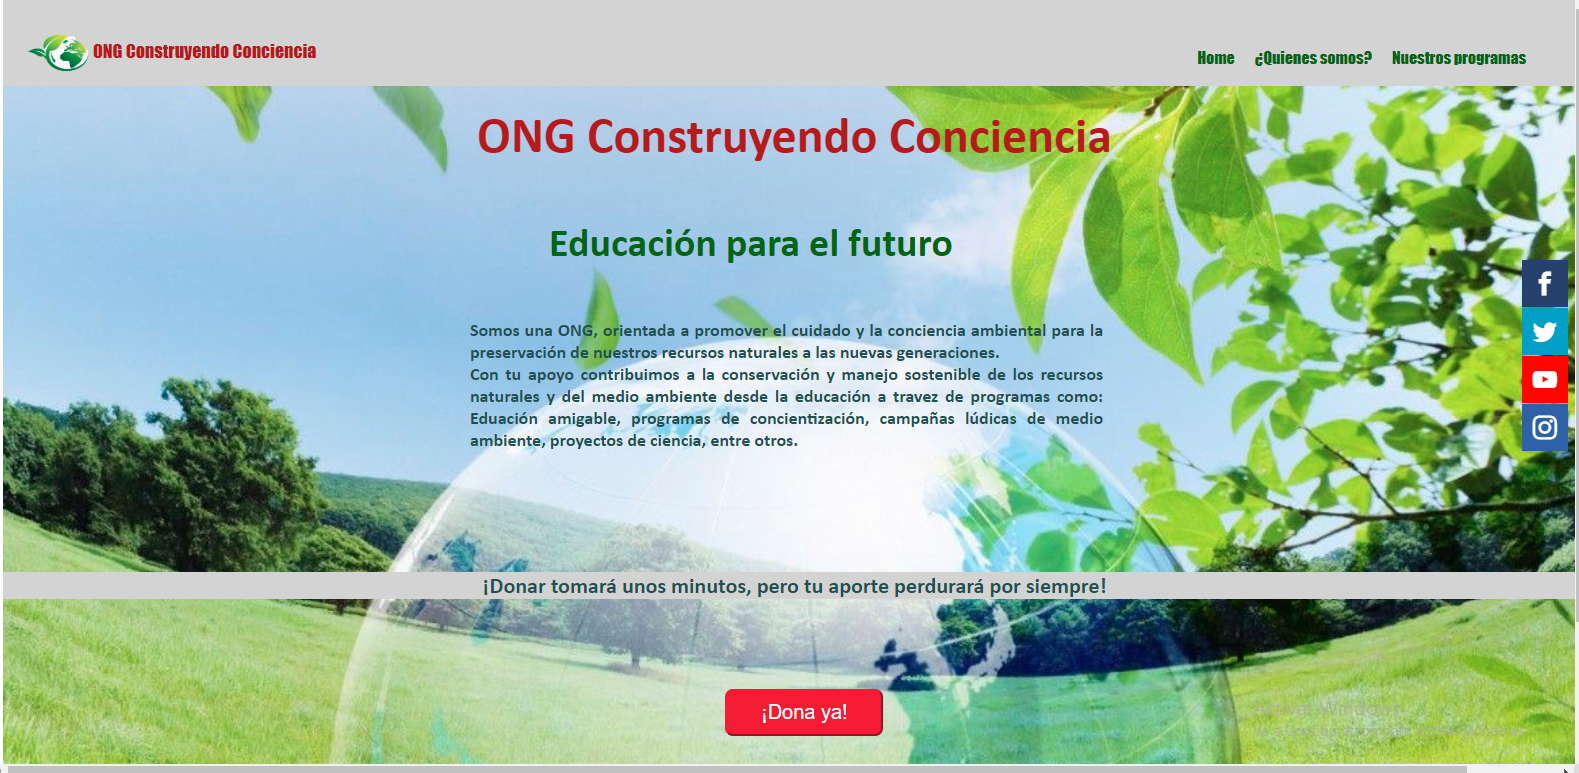 ONG Construyendo Conciencia
Home ¿Quienes somos? Nuestros programas
ONG Construyendo Conciencia
Educación para el futuro
Somos una ONG, orientada a promover el cuidado y la conciencia ambiental para la
preservación de nuestros recursos naturales a las nuevas generaciones.
Con tu apoyo contribuimos a la conservación y manejo sostenible de los recursos
naturales y del medio ambiente desde la educación a travez de programas como:
Eduación amigable, programas de concientización, campañas lúdicas de medio
ambiente, proyectos de ciencia, entre otros.
¡Donar tomará unos minutos, pero tu aporte perdurará por siempre!
¡Dona ya!
Activar Windows